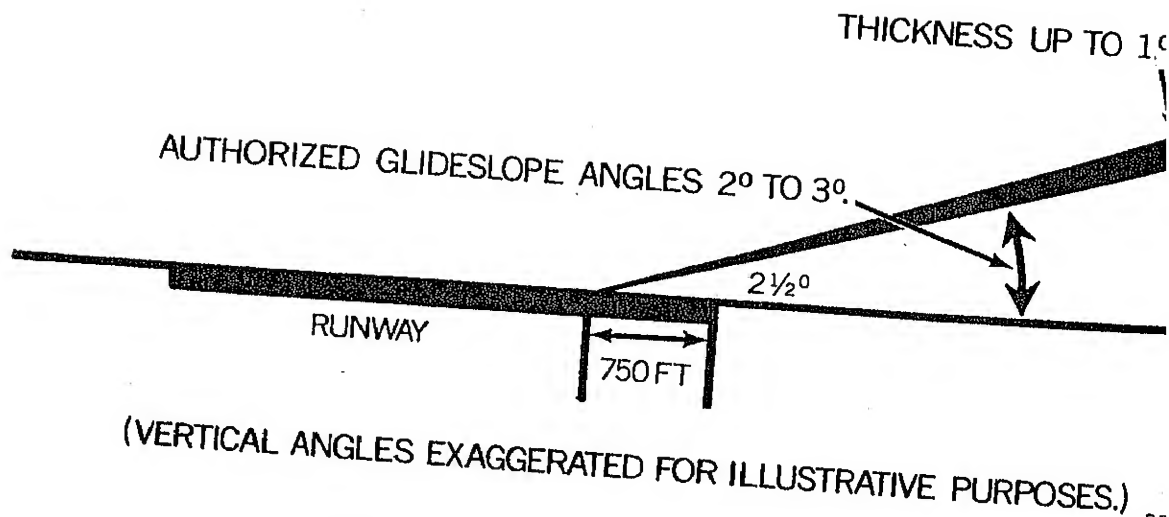 THICKNESS UP TO 1º
AUTHORIZED GLIDESLOPE ANGLES 2º TO 3º.
2½º
RUNWAY
750 FT
(VERTICAL ANGLES EXAGGERATED FOR ILLUSTRATIVE PURPOSES.)